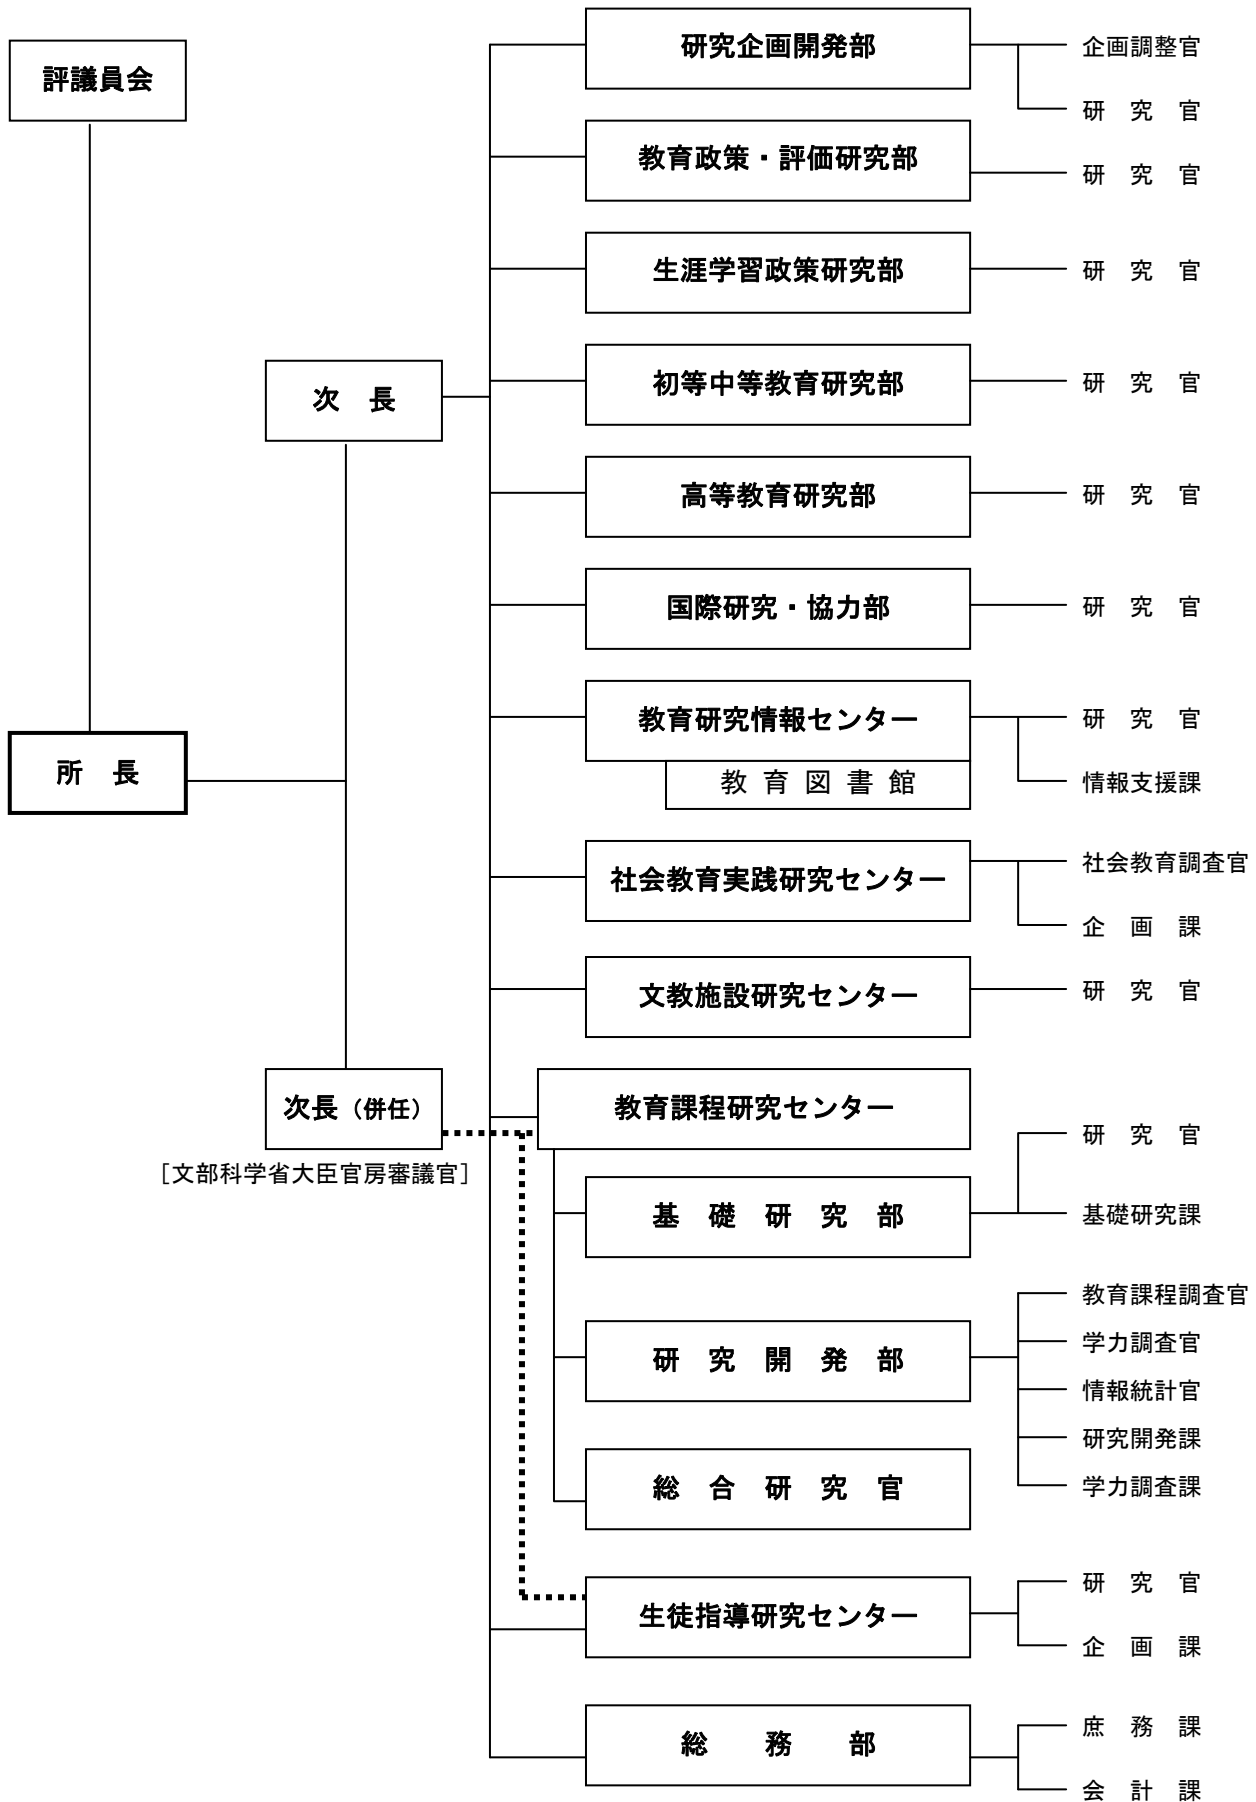 評議員会
所　長
次　長
次長（併任）
［文部科学省大臣官房審議官］
研究企画開発部
企画調整官
研　究　官
教育政策・評価研究部
研　究　官
生涯学習政策研究部
研　究　官
初等中等教育研究部
研　究　官
高等教育研究部
研　究　官
国際研究・協力部
研　究　官
教育研究情報センター
教 育 図 書 館
研　究　官
情報支援課
社会教育実践研究センター
社会教育調査官
企　画　課
文教施設研究センター
研　究　官
教育課程研究センター
基　礎　研　究　部
研　究　官
基礎研究課
研　究　開　発　部
教育課程調査官
学力調査官
情報統計官
研究開発課
学力調査課
総　合　研　究　官
生徒指導研究センター
研　究　官
企　画　課
総　　務　　部
庶　務　課
会　計　課